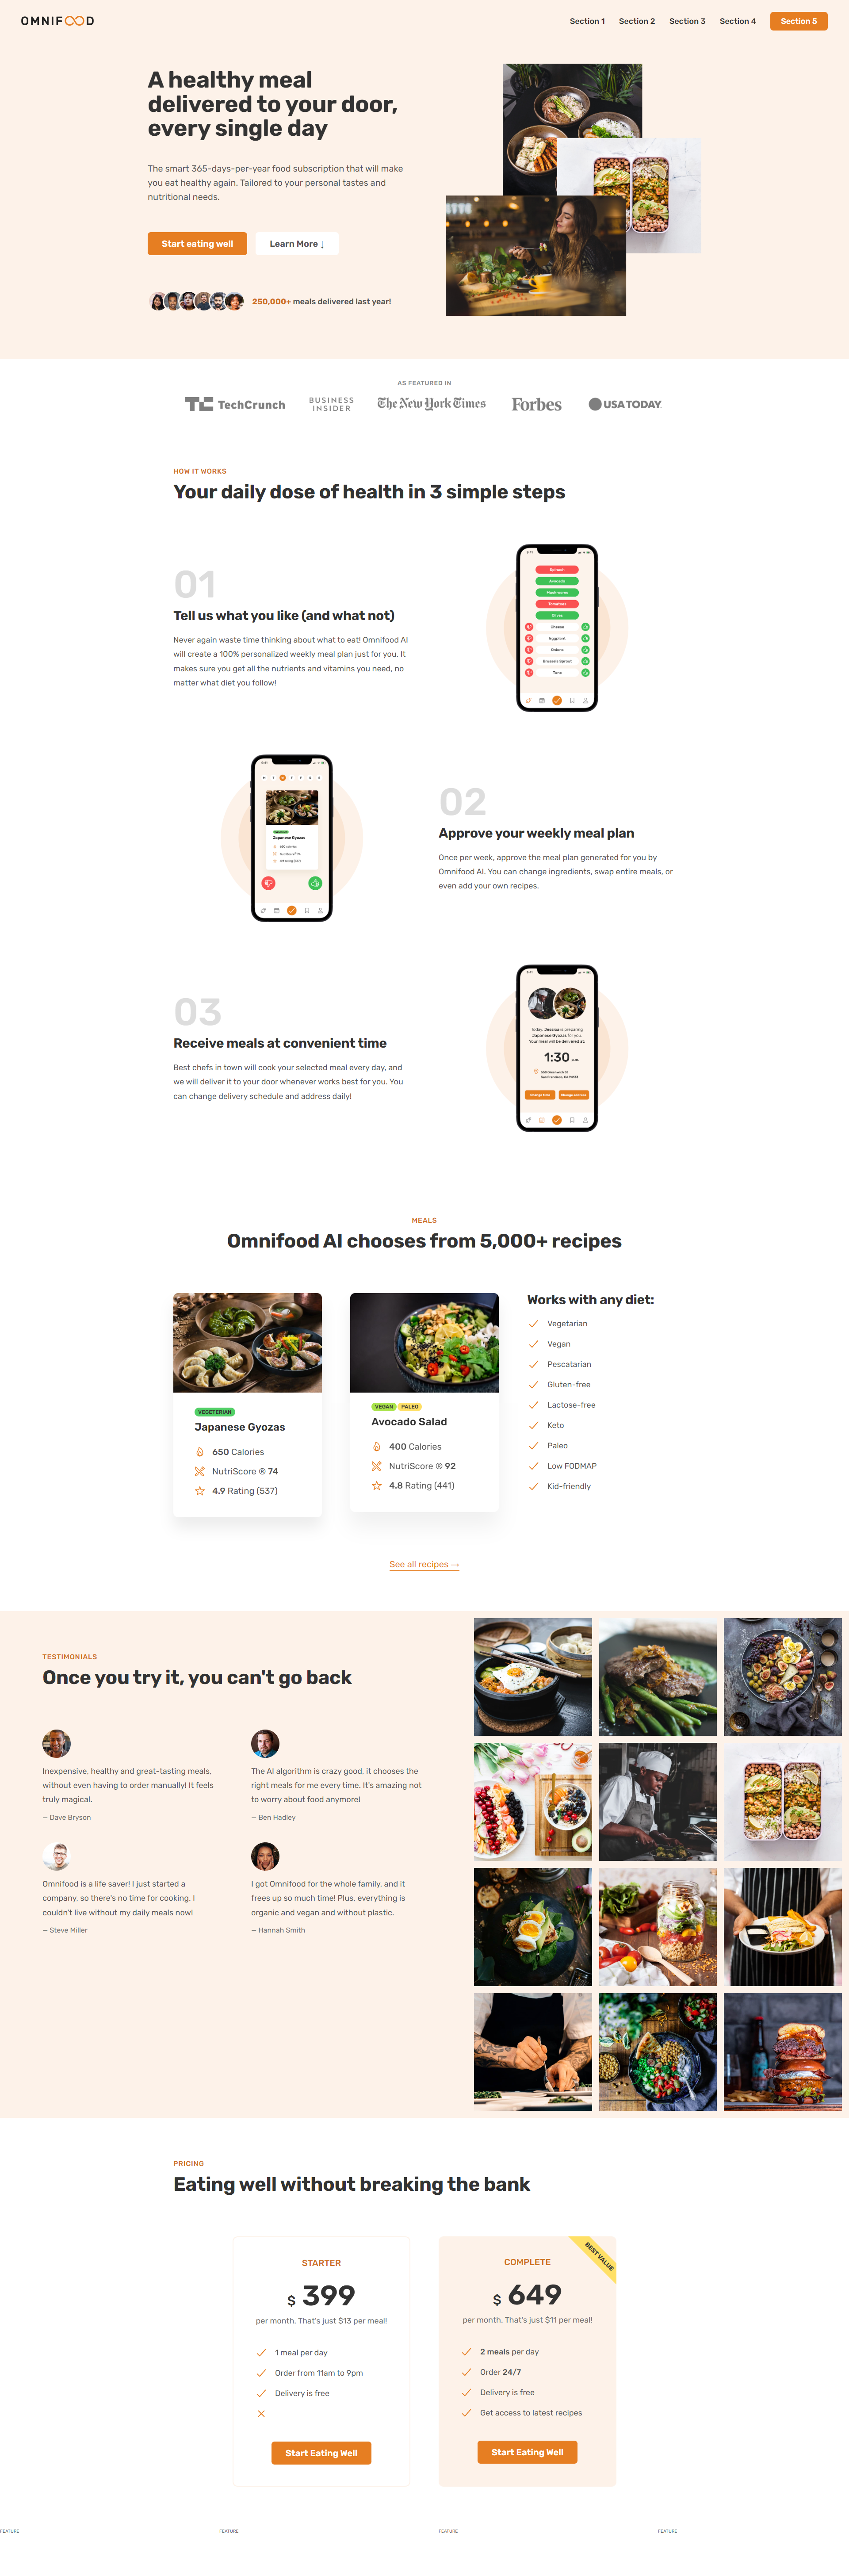 OMNIFOOD
Section 1
Section 2
Section 3
Section 4
Section 5
A healthy meal
delivered to your door,
every single day
The smart 365-days-per-year food subscription that will make
you eat healthy again. Tailored to your personal tastes and
nutritional needs.
Start eating well
Learn More ↓
250,000+ meals delivered last year!
AS FEATURED IN
TechCrunch
BUSINESS
INSIDER
The New York Times
Forbes
USA TODAY
HOW IT WORKS
Your daily dose of health in 3 simple steps
01
Tell us what you like (and what not)
Never again waste time thinking about what to eat! Omnifood AI
will create a 100% personalized weekly meal plan just for you. It
makes sure you get all the nutrients and vitamins you need, no
matter what diet you follow!
Spinach
Avocado
Mushrooms
Tomatoes
Olives
Cheese
Eggplant
Onions
Brussels Sprout
Tuna
Japanese Gyozas
02
Approve your weekly meal plan
Once per week, approve the meal plan generated for you by
Omnifood AI. You can change ingredients, swap entire meals, or
even add your own recipes.
03
Receive meals at convenient time
Best chefs in town will cook your selected meal every day, and
we will deliver it to your door whenever works best for you. You
can change delivery schedule and address daily!
Today, Jessica is preparing
Japanese Gyozas for you.
Your meal will be delivered at:
1:30 p.m.
Change time
Change address
MEALS
Omnifood AI chooses from 5,000+ recipes
VEGETERIAN
Japanese Gyozas
650 Calories
NutriScore ® 74
4.9 Rating (537)
VEGAN
PALEO
Avocado Salad
400 Calories
NutriScore ® 92
4.8 Rating (441)
Works with any diet:
Vegetarian
Vegan
Pescatarian
Gluten-free
Lactose-free
Keto
Paleo
Low FODMAP
Kid-friendly
See all recipes →
TESTIMONIALS
Once you try it, you can't go back
Inexpensive, healthy and great-tasting meals,
without even having to order manually! It feels
truly magical.
— Dave Bryson
The AI algorithm is crazy good, it chooses the
right meals for me every time. It's amazing not
to worry about food anymore!
— Ben Hadley
Omnifood is a life saver! I just started a
company, so there's no time for cooking. I
couldn't live without my daily meals now!
— Steve Miller
I got Omnifood for the whole family, and it
frees up so much time! Plus, everything is
organic and vegan and without plastic.
— Hannah Smith
PRICING
Eating well without breaking the bank
STARTER
$ 399
per month. That's just $13 per meal!
1 meal per day
Order from 11am to 9pm
Delivery is free
Start Eating Well
BEST VALUE
COMPLETE
$ 649
per month. That's just $11 per meal!
2 meals per day
Order 24/7
Delivery is free
Get access to latest recipes
Start Eating Well
FEATURE
FEATURE
FEATURE
FEATURE